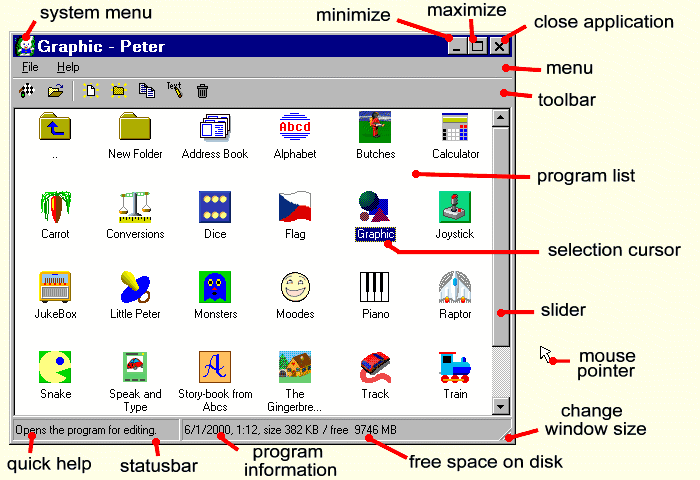 system menu
minimize
maximize
close application
Graphic - Peter
File Help
menu
Text
toolbar
.. New Folder Address Book Abcd Alphabet Butches Calculator
program list
Carrot Conversions Dice Flag Graphic Joystick
selection cursor
JukeBox Little Peter Monsters Moodes Piano Raptor
slider
mouse
pointer
Snake Speak and Type Story-book from Abcs The Gingerbre... Track Train
A
Opens the program for editing. 6/1/2000, 1:12, size 382 KB / free 9746 MB
change
window size
quick help
statusbar
program
information
free space on disk